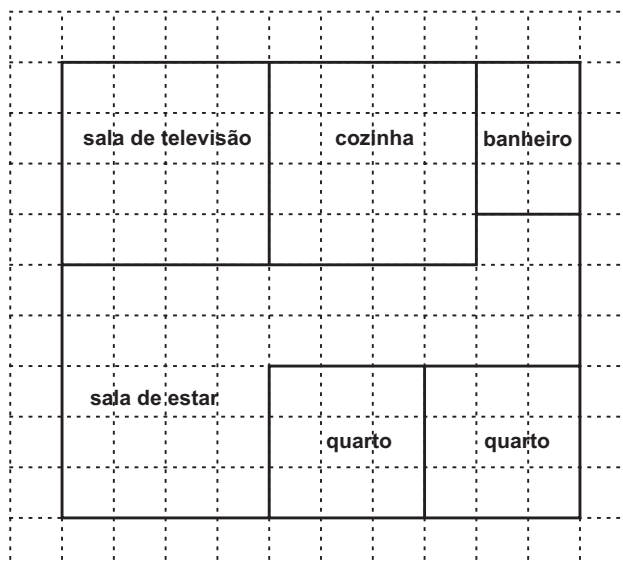 sala de televisão
cozinha
banheiro
sala de estar
quarto
quarto